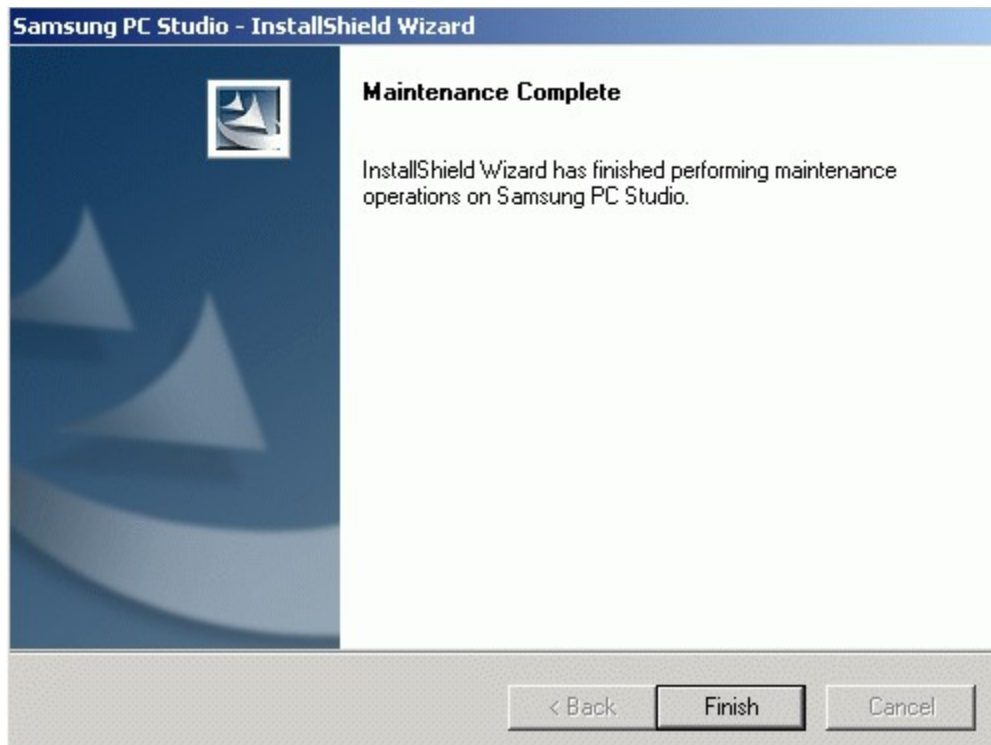 Samsung PC Studio - InstallShield Wizard
Maintenance Complete
InstallShield Wizard has finished performing maintenance
operations on Samsung PC Studio.
< Back
Finish
Cancel